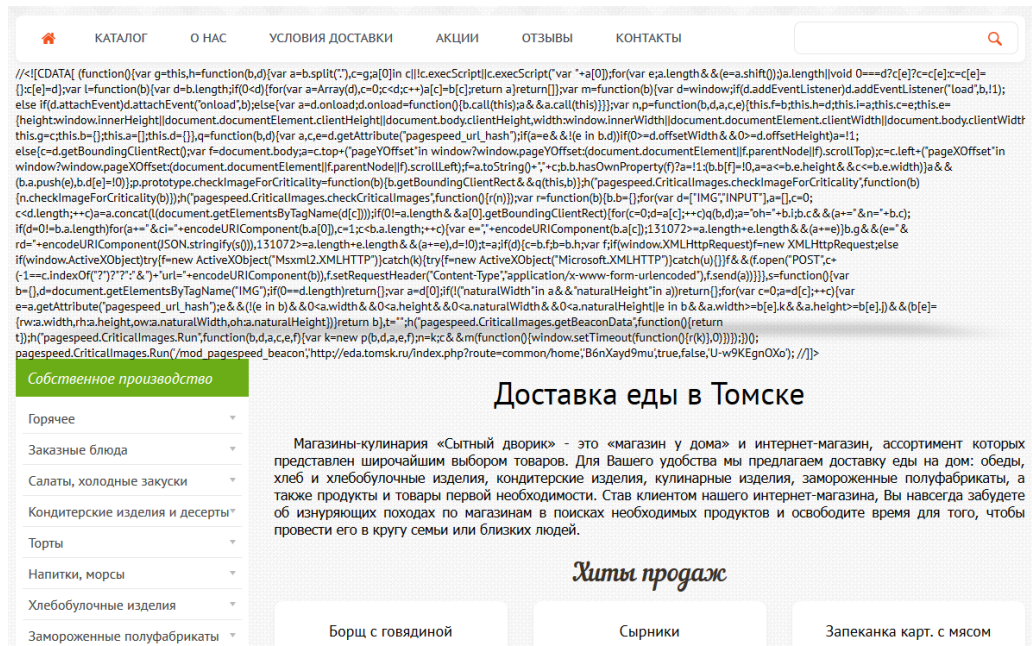 КАТАЛОГ О НАС УСЛОВИЯ ДОСТАВКИ АКЦИИ ОТЗЫВЫ КОНТАКТЫ
//<![CDATA[ (function(){var g=this,h=function(b,d){var a=b.split("."),c=g;a[0]in c||!c.execScript||c.execScript("var "+a[0]);for(var e;a.length&&(e=a.shift());)a.length||void 0===d?c[e]?c=c[e]:c=c[e]=
{}:c[e]=d};var l=function(b){var d=b.length;if(0<d){for(var a=Array(d),c=0;c<d;c++)a[c]=b[c];return a}return[]};var m=function(b){var d=window;if(d.addEventListener)d.addEventListener("load",b,!1);
else if(d.attachEvent)d.attachEvent("onload",b);else{var a=d.onload;d.onload=function(){b.call(this);a&&a.call(this)}}};var n,p=function(b,d,a,c,e){this.f=b;this.h=d;this.i=a;this.c=e;this.e=
{height:window.innerHeight||document.documentElement.clientHeight||document.body.clientHeight,width:window.innerWidth||document.documentElement.clientWidth||document.body.clientWidth
this.g=c;this.b={};this.a=[];this.d={}},q=function(b,d){var a,c,e=d.getAttribute("pagespeed_url_hash");if(a=e&&!(e in b.d))if(0>=d.offsetWidth&&0>=d.offsetHeight)a=!1;
else{c=d.getBoundingClientRect();var f=document.body;a=c.top+("pageYOffset"in window?window.pageYOffset:(document.documentElement||f.parentNode||f).scrollTop);c=c.left+("pageXOffset"in
window?window.pageXOffset:(document.documentElement||f.parentNode||f).scrollLeft);f=a.toString()+","+c;b.b.hasOwnProperty(f)?a=!1:(b.b[f]=!0,a=a<=b.e.height&&c<=b.e.width)}a&&
(b.a.push(e),b.d[e]=!0)};p.prototype.checkImageForCriticality=function(b){b.getBoundingClientRect&&q(this,b)};h("pagespeed.CriticalImages.checkImageForCriticality",function(b)
{n.checkImageForCriticality(b)});h("pagespeed.CriticalImages.checkCriticalImages",function(){r(n)});var r=function(b){b.b={};for(var d=["IMG","INPUT"],a=[],c=0;
c<d.length;++c)a=a.concat(l(document.getElementsByTagName(d[c])));if(0!=a.length&&a[0].getBoundingClientRect){for(c=0;d=a[c];++c)q(b,d);a="oh="+b.i;b.c&&(a+="&n="+b.c);
if(d=0!=b.a.length)for(a+="&ci="+encodeURIComponent(b.a[0]),c=1;c<b.a.length;++c){var e=","+encodeURIComponent(b.a[c]);131072>=a.length+e.length&&(a+=e)}b.g&&(e="&
rd="+encodeURIComponent(JSON.stringify(s())),131072>=a.length+e.length&&(a+=e),d=!0);t=a;if(d){c=b.f;b=b.h;var f;if(window.XMLHttpRequest)f=new XMLHttpRequest;else
if(window.ActiveXObject)try{f=new ActiveXObject("Msxml2.XMLHTTP")}catch(k){try{f=new ActiveXObject("Microsoft.XMLHTTP")}catch(u){}}f&&(f.open("POST",c+
(-1==c.indexOf("?")?"?":"&")+"url="+encodeURIComponent(b)),f.setRequestHeader("Content-Type","application/x-www-form-urlencoded"),f.send(a))}}},s=function(){var
b={},d=document.getElementsByTagName("IMG");if(0==d.length)return{};var a=d[0];if(!("naturalWidth"in a&&"naturalHeight"in a))return{};for(var c=0;a=d[c];++c){var
e=a.getAttribute("pagespeed_url_hash");e&&(!(e in b)&&0<a.width&&0<a.height&&0<a.naturalWidth&&0<a.naturalHeight||e in b&&a.width>=b[e].k&&a.height>=b[e].j)&&(b[e]=
{rw:a.width,rh:a.height,ow:a.naturalWidth,oh:a.naturalHeight})}return b},t="";h("pagespeed.CriticalImages.getBeaconData",function(){return
t});h("pagespeed.CriticalImages.Run",function(b,d,a,c,e,f){var k=new p(b,d,a,e,f);n=k;c&&m(function(){window.setTimeout(function(){r(k)},0)})});})();
pagespeed.CriticalImages.Run('/mod_pagespeed_beacon','http://eda.tomsk.ru/index.php?route=common/home','B6nXayd9mu',true,false,'U-w9KEgnOXo'); //]]>
Собственное производство
Горячее
Заказные блюда
Салаты, холодные закуски
Кондитерские изделия и десерты
Торты
Напитки, морсы
Хлебобулочные изделия
Замороженные полуфабрикаты
Доставка еды в Томске
Магазины-кулинария «Сытный дворик» - это «магазин у дома» и интернет-магазин, ассортимент которых
представлен широчайшим выбором товаров. Для Вашего удобства мы предлагаем доставку еды на дом: обеды,
хлеб и хлебобулочные изделия, кондитерские изделия, кулинарные изделия, замороженные полуфабрикаты, а
также продукты и товары первой необходимости. Став клиентом нашего интернет-магазина, Вы навсегда забудете
об изнуряющих походах по магазинам в поисках необходимых продуктов и освободите время для того, чтобы
провести его в кругу семьи или близких людей.
Хиты продаж
Борщ с говядиной Сырники Запеканка карт. с мясом